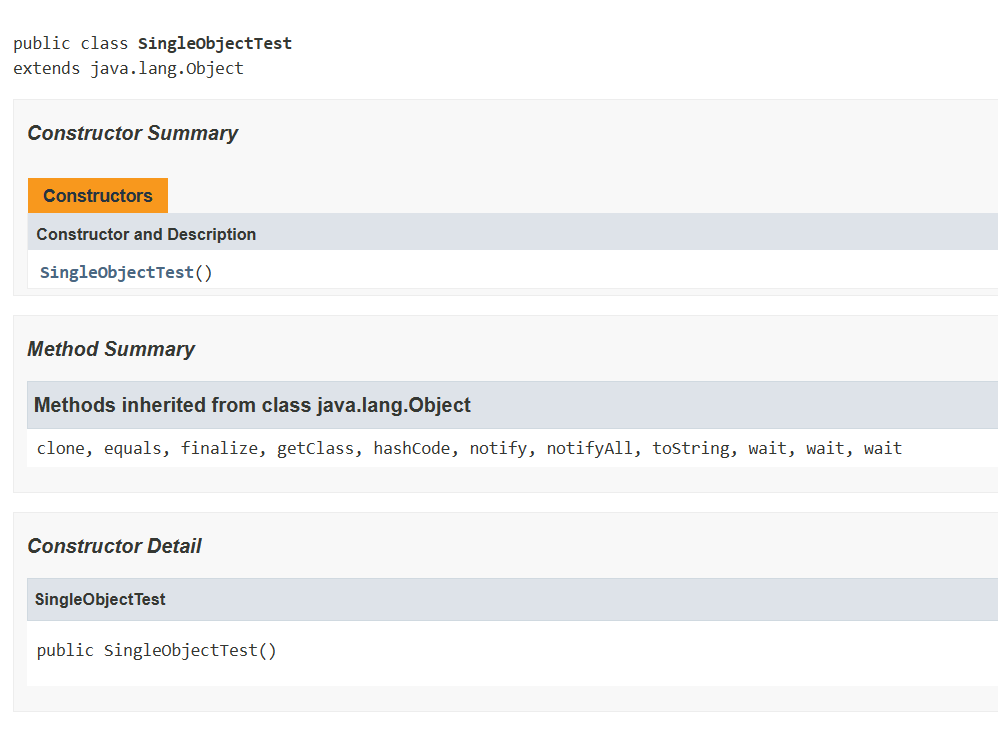 public class SingleObjectTest
extends java.lang.Object
Constructor Summary
Constructors
Constructor and Description
SingleObjectTest()
Method Summary
Methods inherited from class java.lang.Object
clone, equals, finalize, getClass, hashCode, notify, notifyAll, toString, wait, wait, wait
Constructor Detail
SingleObjectTest
public SingleObjectTest()